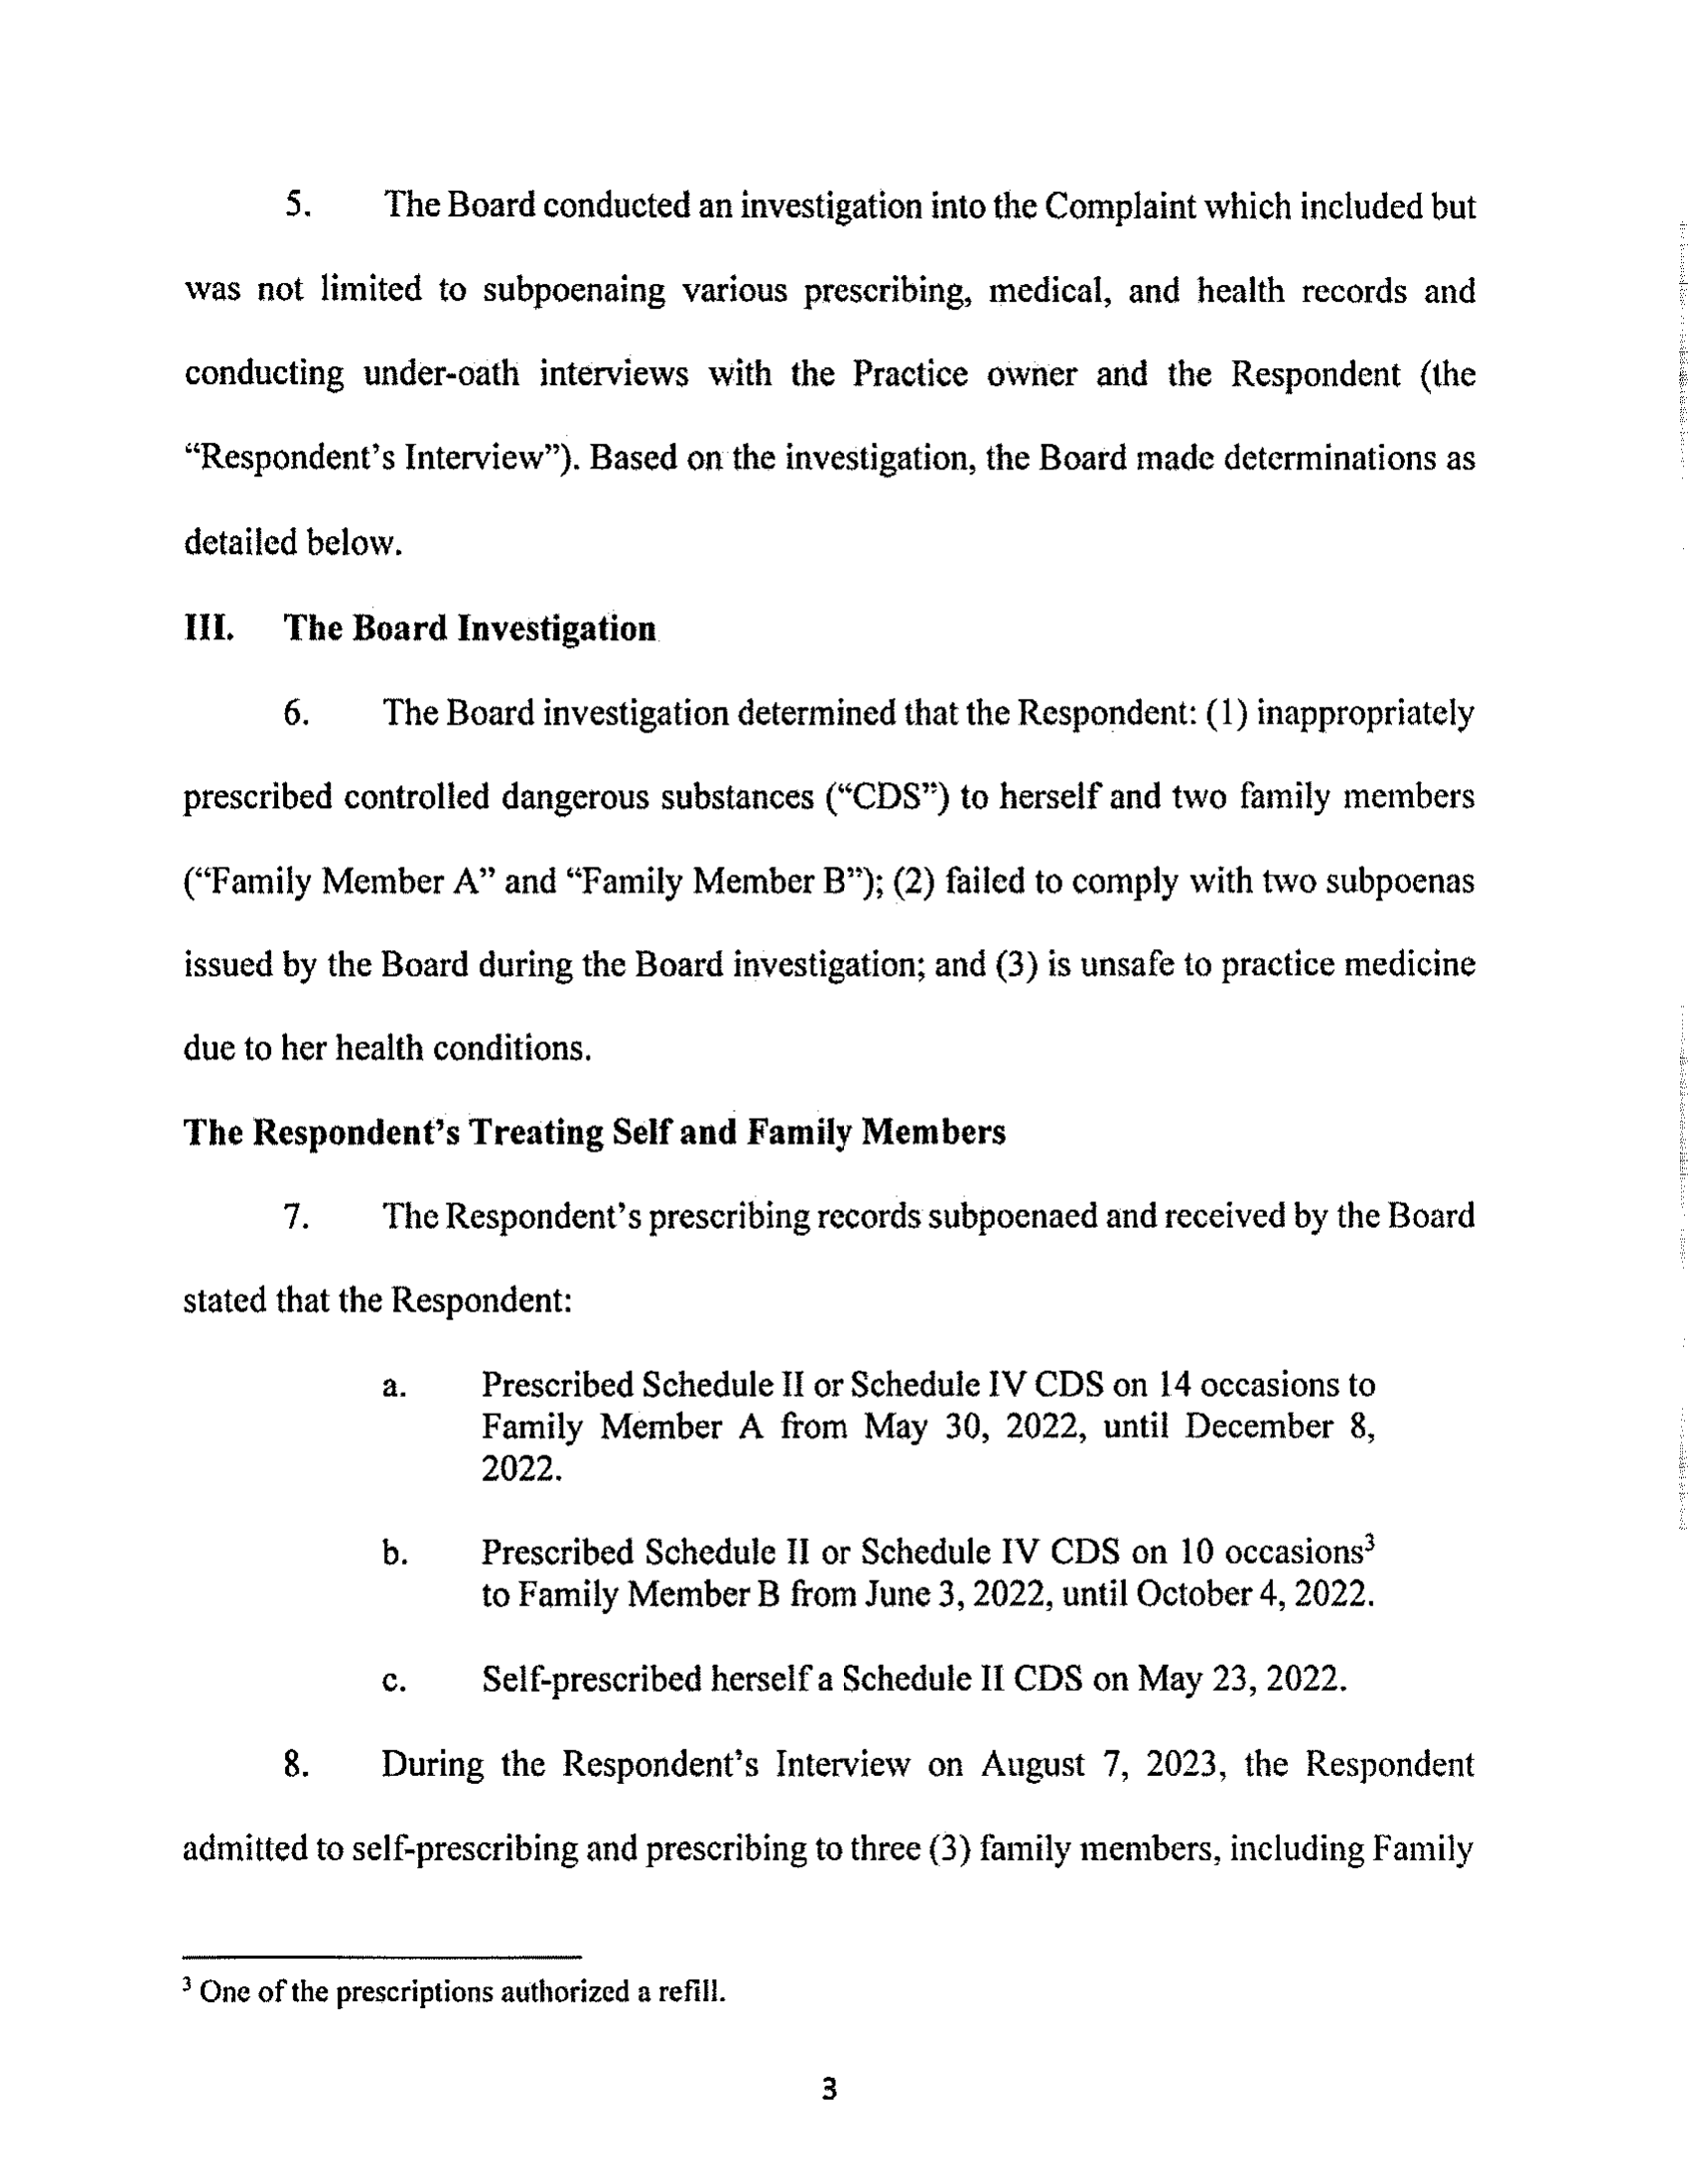 5. The Board conducted an investigation into the Complaint which included but
was not limited to subpoenaing various prescribing, medical, and health records and
conducting under-oath interviews with the Practice owner and the Respondent (the
“Respondent’s Interview”). Based on the investigation, the Board made determinations as
detailed below.
III. The Board Investigation
6. The Board investigation determined that the Respondent: (1) inappropriately
prescribed controlled dangerous substances (“CDS”) to herself and two family members
(“Family Member A” and “Family Member B”); (2) failed to comply with two subpoenas
issued by the Board during the Board investigation; and (3) is unsafe to practice medicine
due to her health conditions.
The Respondent’s Treating Self and Family Members
7. The Respondent’s prescribing records subpoenaed and received by the Board
stated that the Respondent:
a. Prescribed Schedule II or Schedule IV CDS on 14 occasions to
Family Member A from May 30, 2022, until December 8,
2022.
b. Prescribed Schedule II or Schedule IV CDS on 10 occasions³
to Family Member B from June 3, 2022, until October 4, 2022.
c. Self-prescribed herself a Schedule II CDS on May 23, 2022.
8. During the Respondent’s Interview on August 7, 2023, the Respondent
admitted to self-prescribing and prescribing to three (3) family members, including Family
³ One of the prescriptions authorized a refill.
3